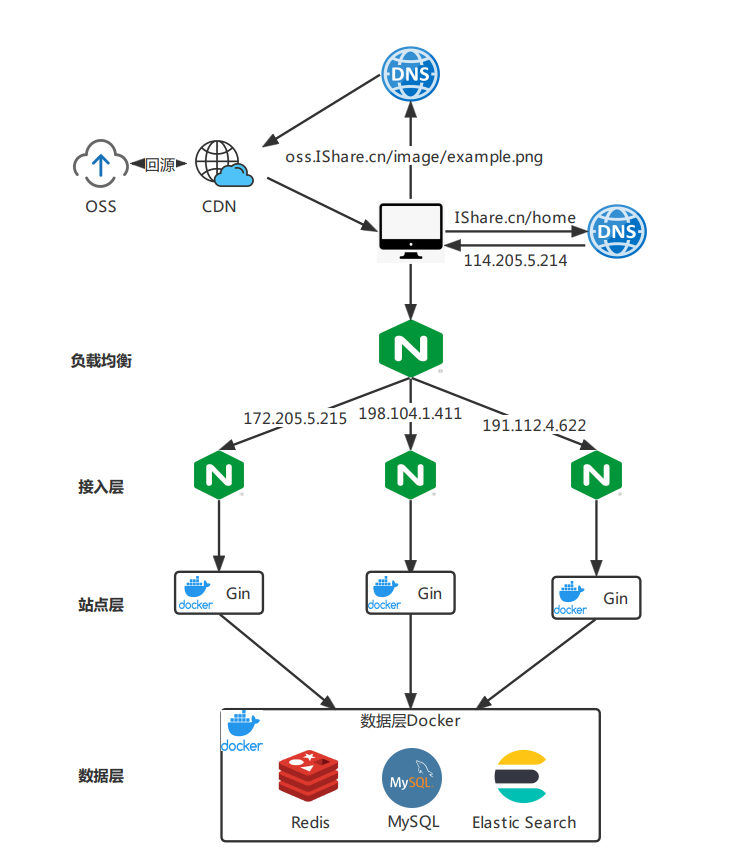 DNS
oss.IShare.cn/image/example.png
回源
OSS
CDN
IShare.cn/home
DNS
114.205.5.214
负载均衡
N
172.205.5.215
198.104.1.411
191.112.4.622
接入层
N
N
N
站点层
docker
Gin
docker
Gin
docker
Gin
数据层Docker
docker
数据层
MySQL
Redis
MySQL
Elastic Search